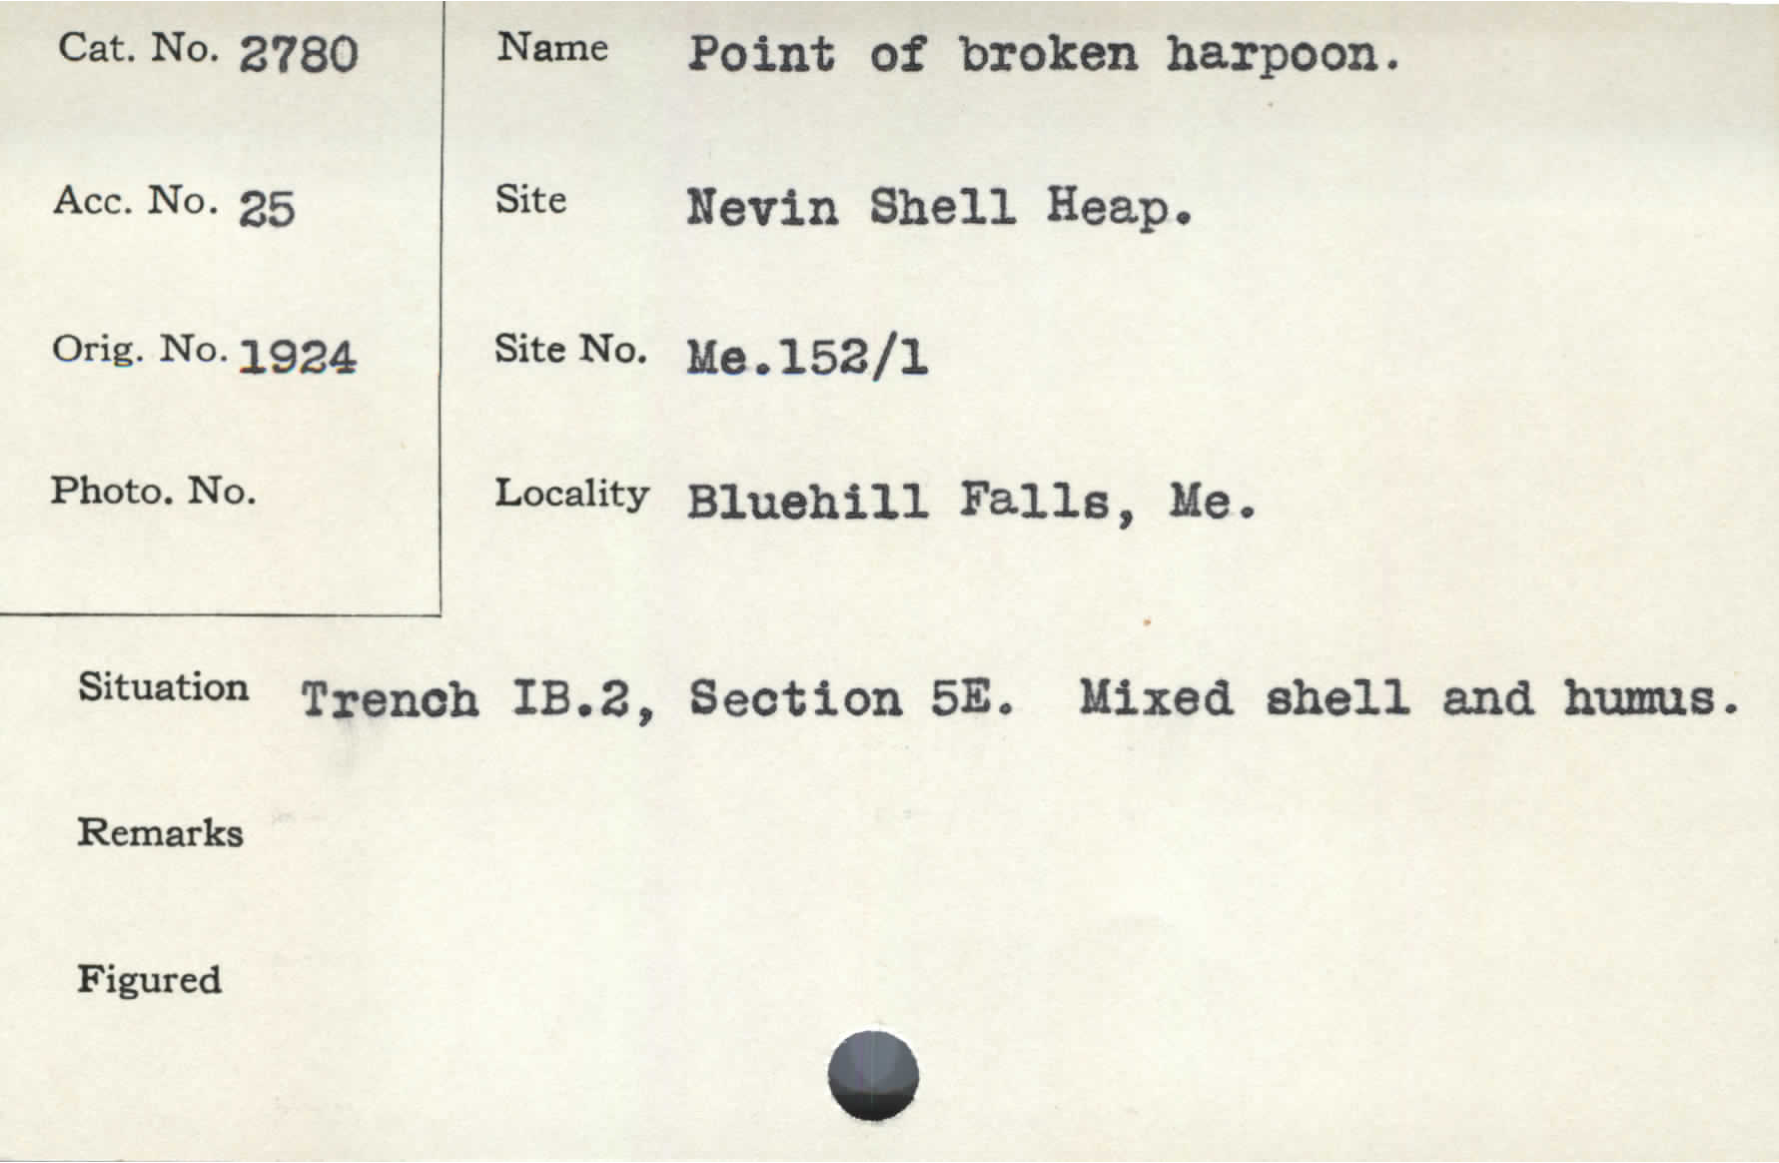 Cat. No. 2780
Name Point of broken harpoon.
Acc. No. 25
Site Nevin Shell Heap.
Orig. No. 1924
Site No. Me.152/1
Photo. No.
Locality Bluehill Falls, Me.
Situation Trench IB.2, Section 5E. Mixed shell and humus.
Remarks
Figured